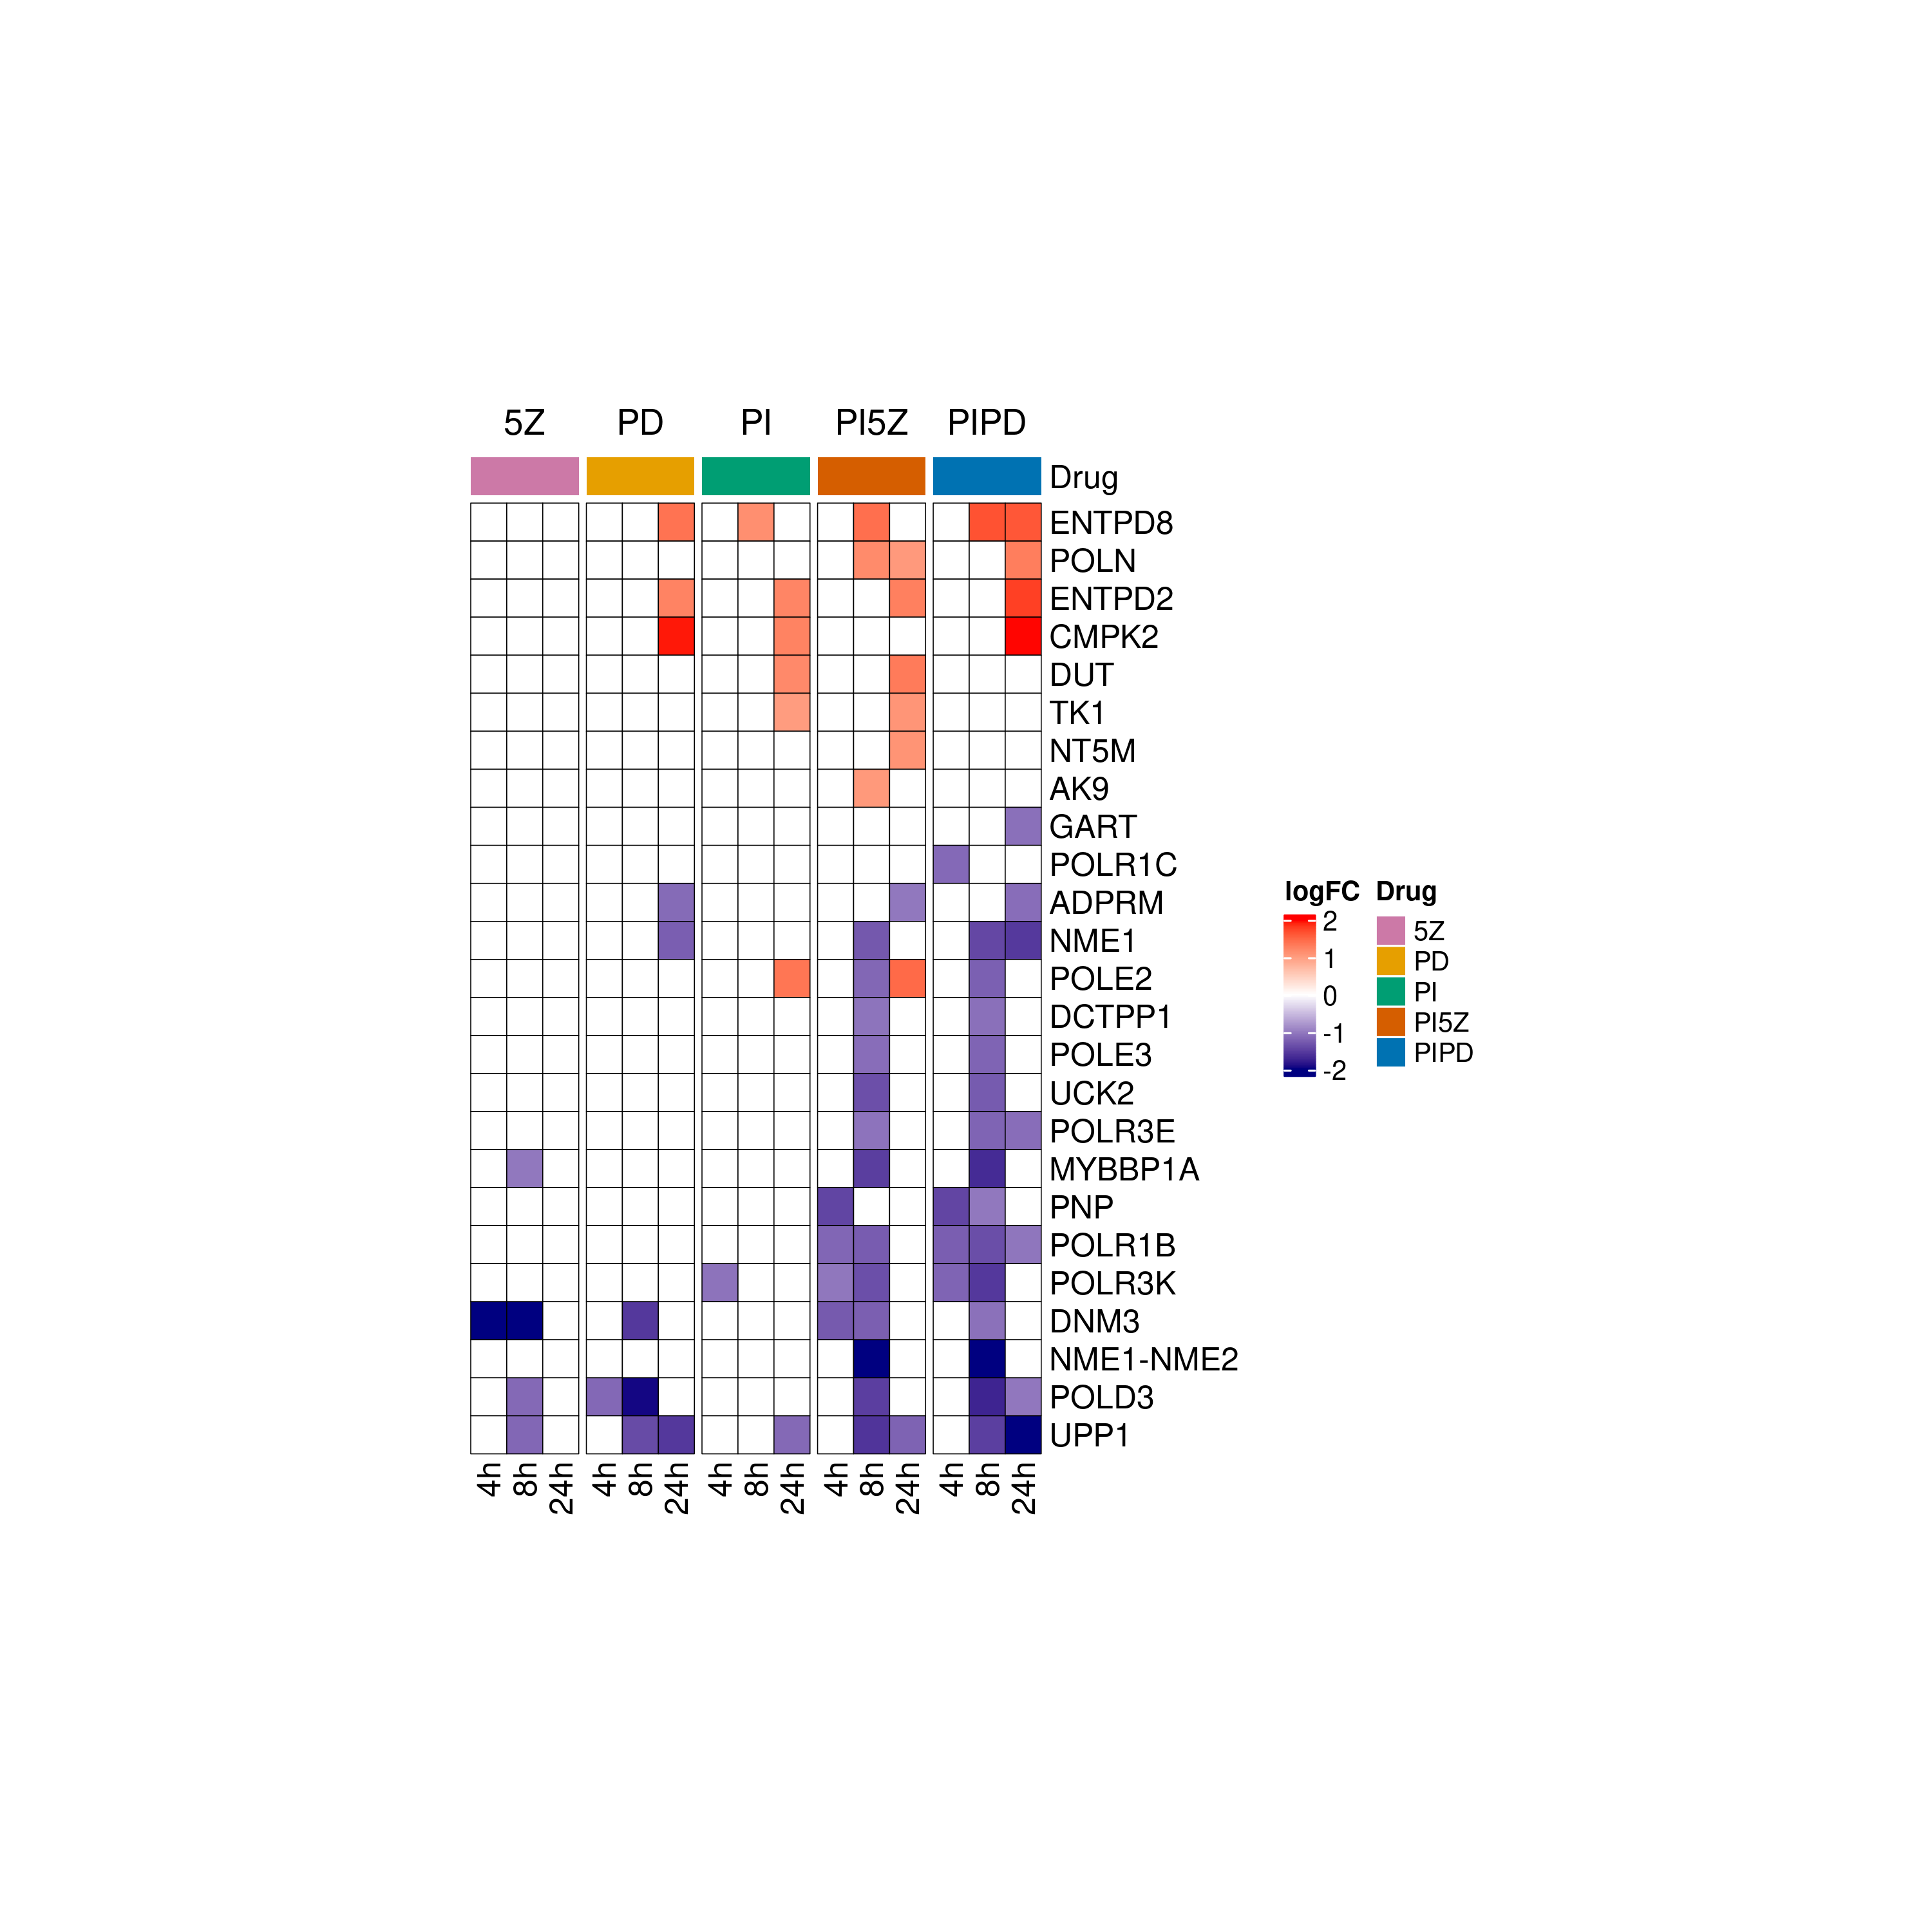 5Z PD PI PI5Z PIPD
Drug
ENTPD8
POLN
ENTPD2
CMPK2
DUT
TK1
NT5M
AK9
GART
POLR1C
ADPRM
NME1
POLE2
DCTPP1
POLE3
UCK2
POLR3E
MYBBP1A
PNP
POLR1B
POLR3K
DNM3
NME1-NME2
POLD3
UPP1
4h 8h 24h 4h 8h 24h 4h 8h 24h 4h 8h 24h 4h 8h 24h
logFC
2
1
0
-1
-2
Drug
5Z
PD
PI
PI5Z
PIPD